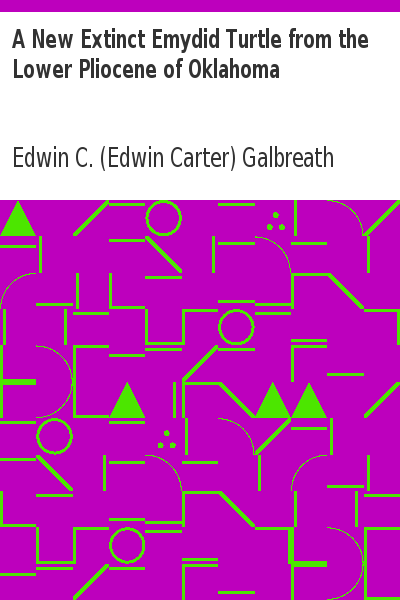 A New Extinct Emydid Turtle from the
Lower Pliocene of Oklahoma
Edwin C. (Edwin Carter) Galbreath